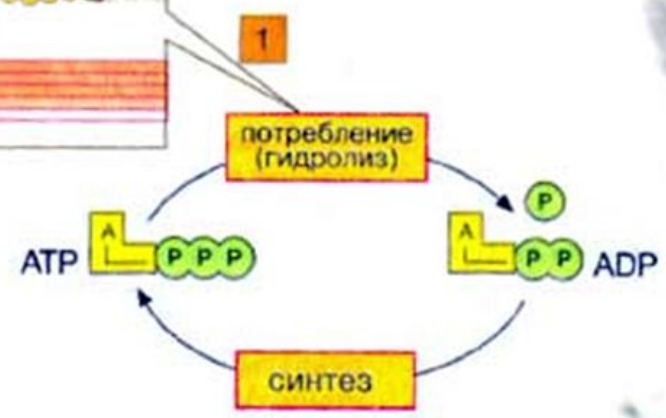 1
потребление
(гидролиз)
P
ATP A P P P
A P P ADP
синтез